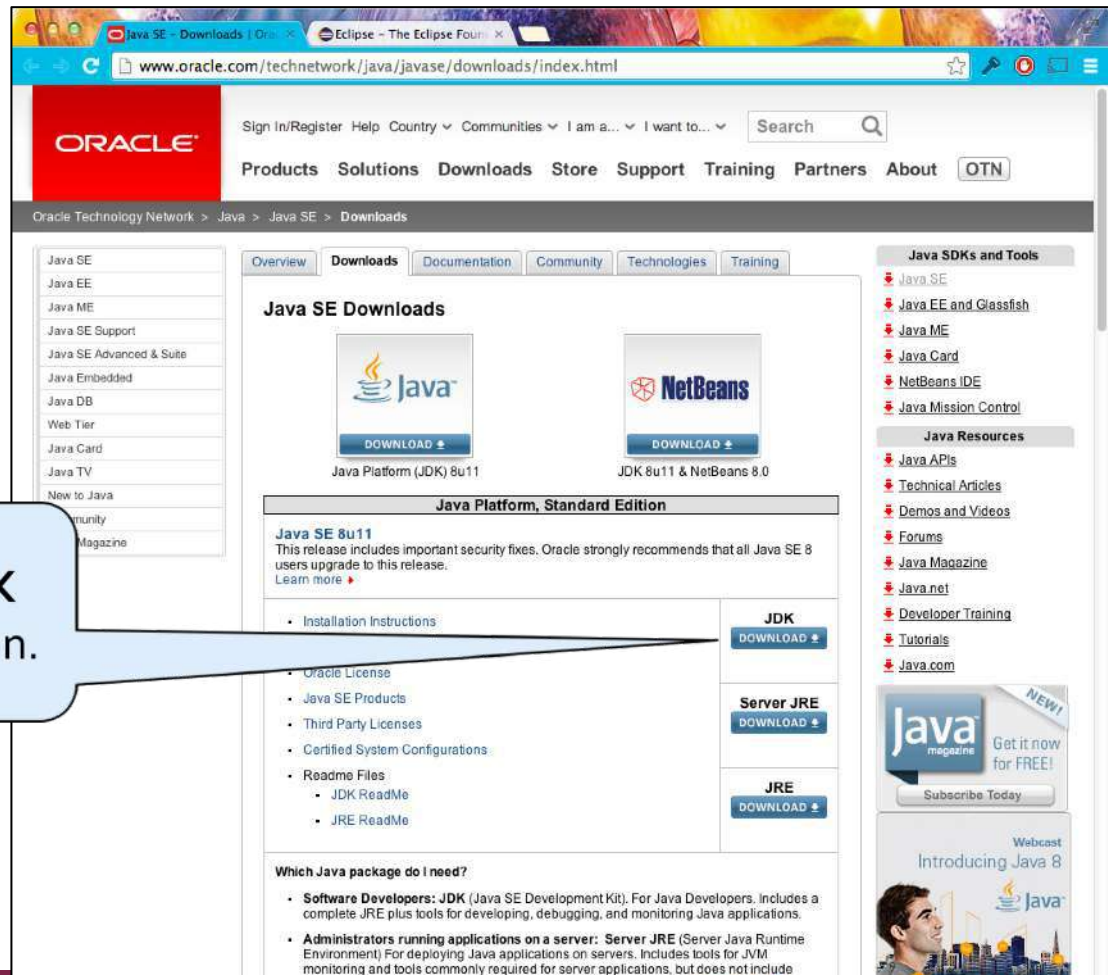 Java SE - Downloads | Ora
Eclipse - The Eclipse Foun
www.oracle.com/technetwork/java/javase/downloads/index.html
ORACLE
Sign In/Register Help Country Communities I am a... I want to... Search
Products Solutions Downloads Store Support Training Partners About OTN
Oracle Technology Network > Java > Java SE > Downloads
Java SE
Java EE
Java ME
Java SE Support
Java SE Advanced & Suite
Java Embedded
Java DB
Web Tier
Java Card
Java TV
New to Java
munity
Magazine
K
n.
Overview Downloads Documentation Community Technologies Training
Java SE Downloads
Java
DOWNLOAD
Java Platform (JDK) 8u11
NetBeans
DOWNLOAD
JDK 8u11 & NetBeans 8.0
Java Platform, Standard Edition
Java SE 8u11
This release includes important security fixes. Oracle strongly recommends that all Java SE 8
users upgrade to this release.
Learn more
• Installation Instructions
• Oracle License
• Java SE Products
• Third Party Licenses
• Certified System Configurations
• Readme Files
• JDK ReadMe
• JRE ReadMe
JDK
DOWNLOAD
Server JRE
DOWNLOAD
JRE
DOWNLOAD
Which Java package do I need?
• Software Developers: JDK (Java SE Development Kit). For Java Developers. Includes a
complete JRE plus tools for developing, debugging, and monitoring Java applications.
• Administrators running applications on a server: Server JRE (Server Java Runtime
Environment) For deploying Java applications on servers. Includes tools for JVM
monitoring and tools commonly required for server applications, but does not include
Java SDKs and Tools
Java SE
Java EE and Glassfish
Java ME
Java Card
NetBeans IDE
Java Mission Control
Java Resources
Java APIs
Technical Articles
Demos and Videos
Forums
Java Magazine
Java.net
Developer Training
Tutorials
Java.com
NEW!
Java
magazine
Get it now
for FREE!
Subscribe Today
Webcast
Introducing Java 8
Java